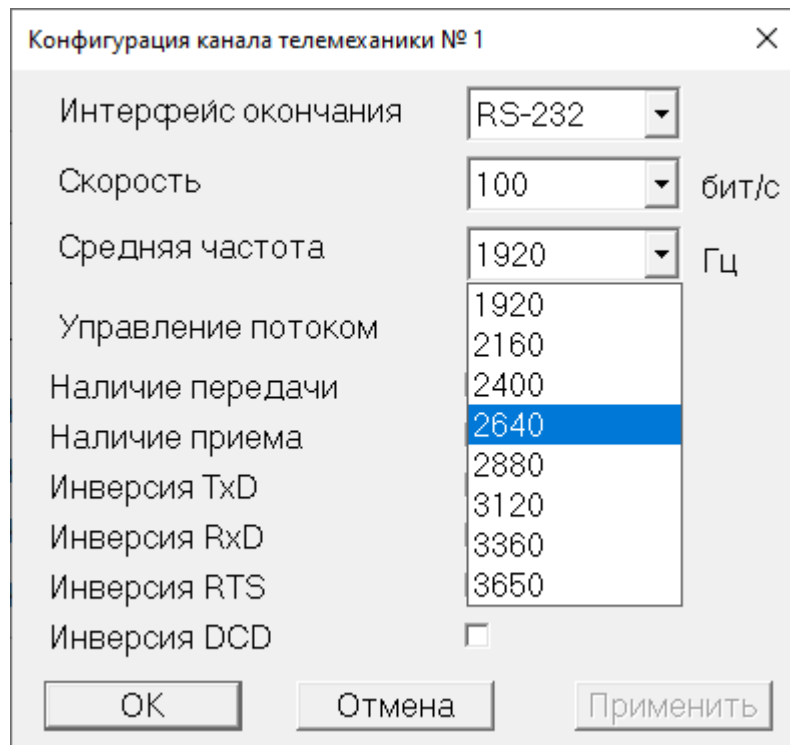 Конфигурация канала телемеханики № 1
Интерфейс окончания RS-232
Скорость 100 бит/с
Средняя частота 1920 Гц
1920
Управление потоком
2160
Наличие передачи 2400
Наличие приема 2640
2880
Инверсия TxD
3120
Инверсия RxD
3360
Инверсия RTS 3650
Инверсия DCD
OK Отмена Применить